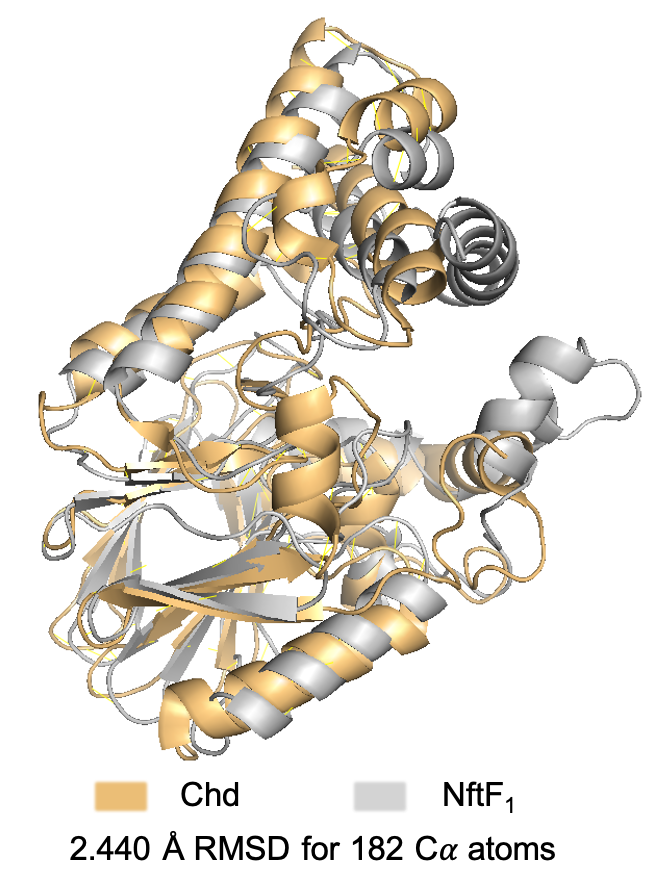 Chd NftF₁
2.440 Å RMSD for 182 C𝛼 atoms